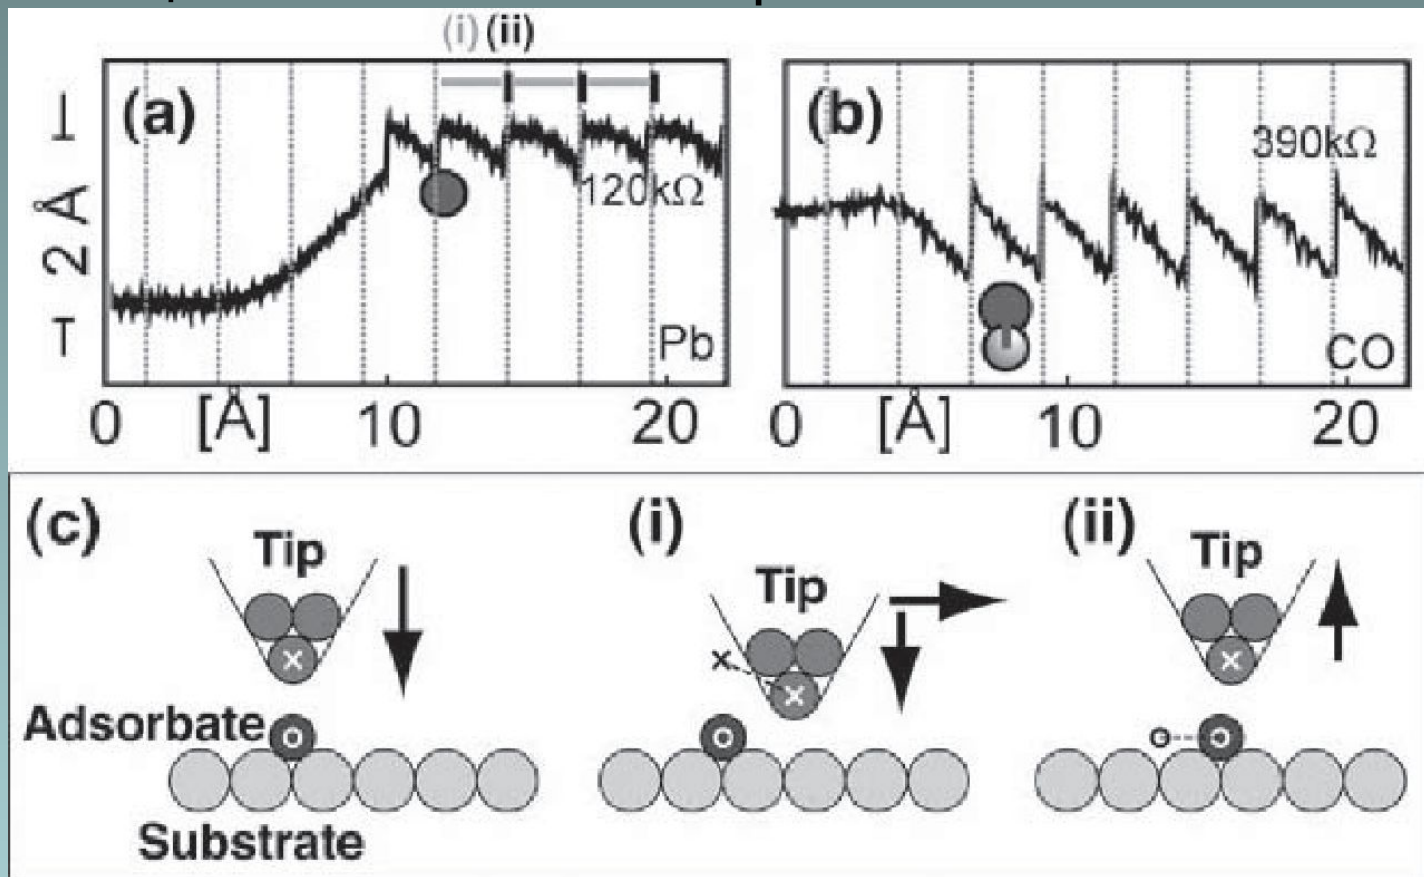 (i) (ii)
(a)
2 Å
120kΩ
Pb
0 [Å] 10 20
(b)
390kΩ
CO
0 [Å] 10 20
(c)
Tip
Adsorbate
Substrate
(i)
Tip
(ii)
Tip